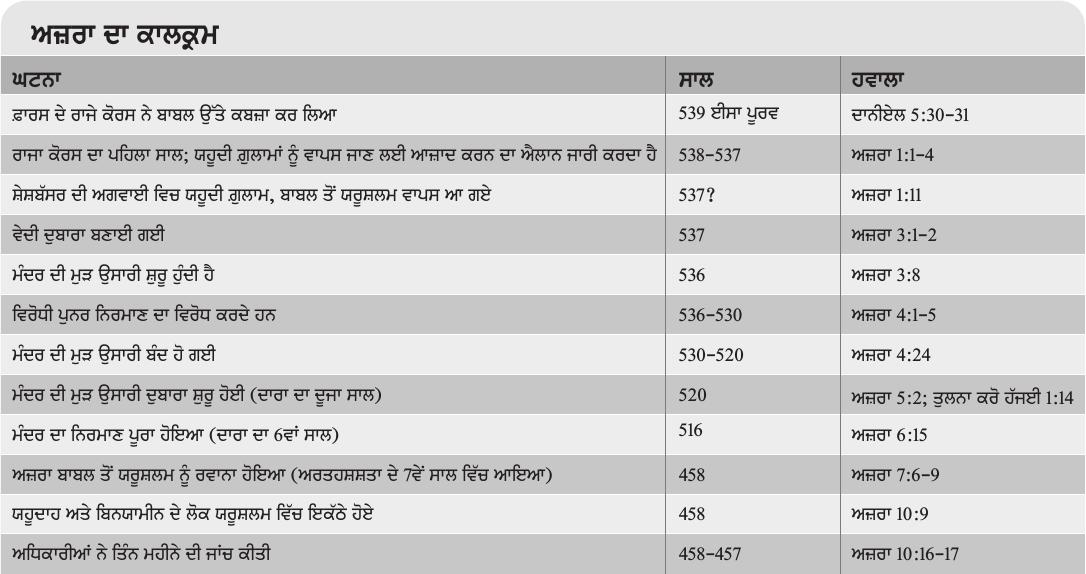 ਅਜ਼ਰਾ ਦਾ ਕਾਲਕ੍ਰਮ
ਘਟਨਾ ਸਾਲ ਹਵਾਲਾ
ਫ਼ਾਰਸ ਦੇ ਰਾਜੇ ਕੋਰਸ ਨੇ ਬਾਬਲ ਉੱਤੇ ਕਬਜ਼ਾ ਕਰ ਲਿਆ 539 ਈਸਾ ਪੂਰਵ ਦਾਨੀਏਲ 5:30–31
ਰਾਜਾ ਕੋਰਸ ਦਾ ਪਹਿਲਾ ਸਾਲ; ਯਹੂਦੀ ਗ਼ੁਲਾਮਾਂ ਨੂੰ ਵਾਪਸ ਜਾਣ ਲਈ ਆਜ਼ਾਦ ਕਰਨ ਦਾ ਐਲਾਨ ਜਾਰੀ ਕਰਦਾ ਹੈ 538–537 ਅਜ਼ਰਾ 1:1–4
ਸ਼ੇਸ਼ਬੱਸਰ ਦੀ ਅਗਵਾਈ ਵਿਚ ਯਹੂਦੀ ਗ਼ੁਲਾਮ, ਬਾਬਲ ਤੋਂ ਯਰੂਸ਼ਲਮ ਵਾਪਸ ਆ ਗਏ 537? ਅਜ਼ਰਾ 1:11
ਵੇਦੀ ਦੁਬਾਰਾ ਬਣਾਈ ਗਈ 537 ਅਜ਼ਰਾ 3:1–2
ਮੰਦਰ ਦੀ ਮੁੜ ਉਸਾਰੀ ਸ਼ੁਰੂ ਹੁੰਦੀ ਹੈ 536 ਅਜ਼ਰਾ 3:8
ਵਿਰੋਧੀ ਪੁਨਰ ਨਿਰਮਾਣ ਦਾ ਵਿਰੋਧ ਕਰਦੇ ਹਨ 536–530 ਅਜ਼ਰਾ 4:1–5
ਮੰਦਰ ਦੀ ਮੁੜ ਉਸਾਰੀ ਬੰਦ ਹੋ ਗਈ 530–520 ਅਜ਼ਰਾ 4:24
ਮੰਦਰ ਦੀ ਮੁੜ ਉਸਾਰੀ ਦੁਬਾਰਾ ਸ਼ੁਰੂ ਹੋਈ (ਦਾਰਾ ਦਾ ਦੂਜਾ ਸਾਲ) 520 ਅਜ਼ਰਾ 5:2; ਤੁਲਨਾ ਕਰੋ ਹੱਜਈ 1:14
ਮੰਦਰ ਦਾ ਨਿਰਮਾਣ ਪੂਰਾ ਹੋਇਆ (ਦਾਰਾ ਦਾ 6ਵਾਂ ਸਾਲ) 516 ਅਜ਼ਰਾ 6:15
ਅਜ਼ਰਾ ਬਾਬਲ ਤੋਂ ਯਰੂਸ਼ਲਮ ਨੂੰ ਰਵਾਨਾ ਹੋਇਆ (ਅਰਤਹਸ਼ਸ਼ਤਾ ਦੇ 7ਵੇਂ ਸਾਲ ਵਿੱਚ ਆਇਆ) 458 ਅਜ਼ਰਾ 7:6–9
ਯਹੂਦਾਹ ਅਤੇ ਬਿਨਯਾਮੀਨ ਦੇ ਲੋਕ ਯਰੂਸ਼ਲਮ ਵਿੱਚ ਇਕੱਠੇ ਹੋਏ 458 ਅਜ਼ਰਾ 10:9
ਅਧਿਕਾਰੀਆਂ ਨੇ ਤਿੰਨ ਮਹੀਨੇ ਦੀ ਜਾਂਚ ਕੀਤੀ 458–457 ਅਜ਼ਰਾ 10:16–17